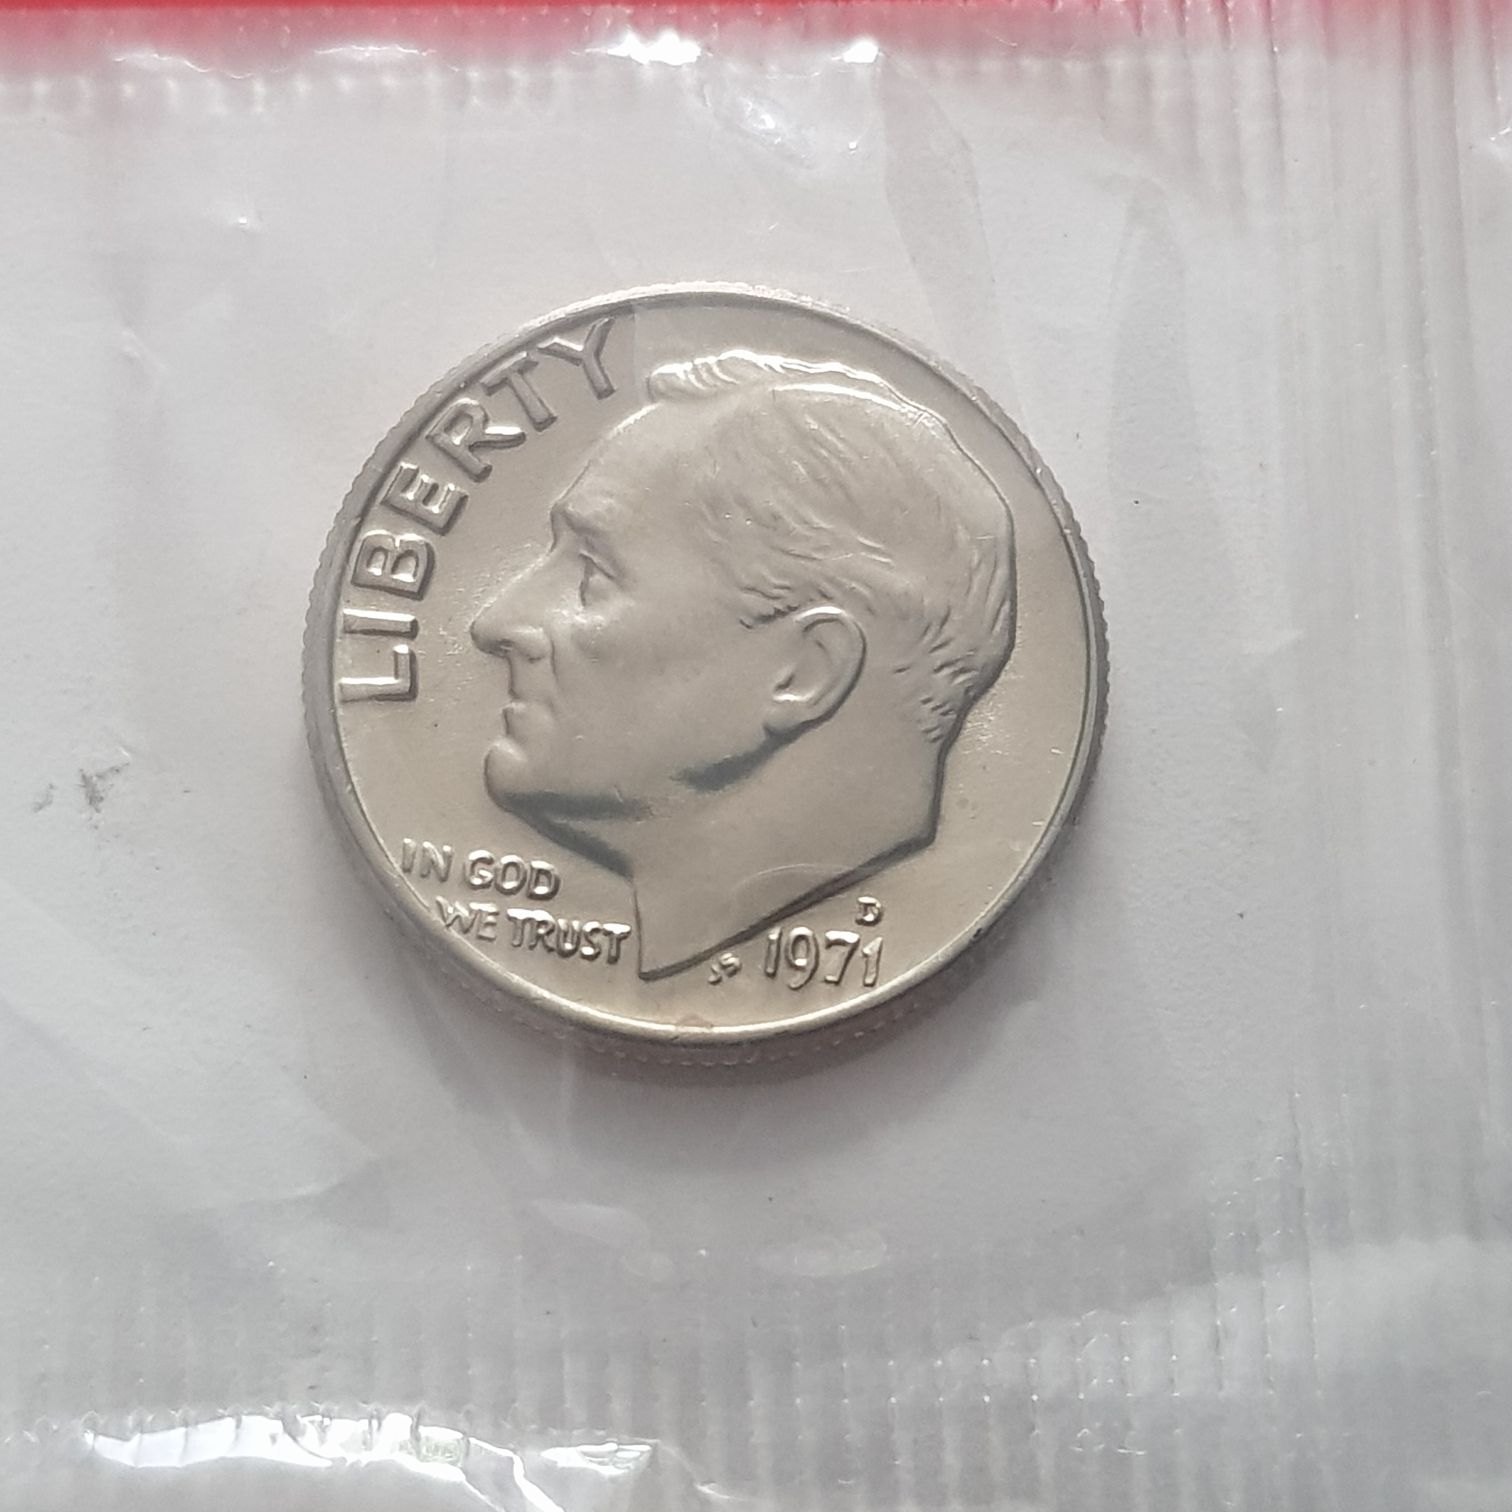 LIBERTY
IN GOD
WE TRUST
JS
D
1971